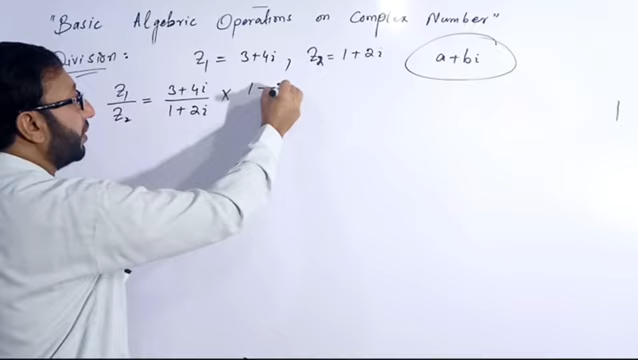 "Basic Algebric Operations on Complex Number"
Division: Z₁ = 3+4i, Z₂ = 1+2i a+bi
Z₁/Z₂ = 3+4i/1+2i × 1-